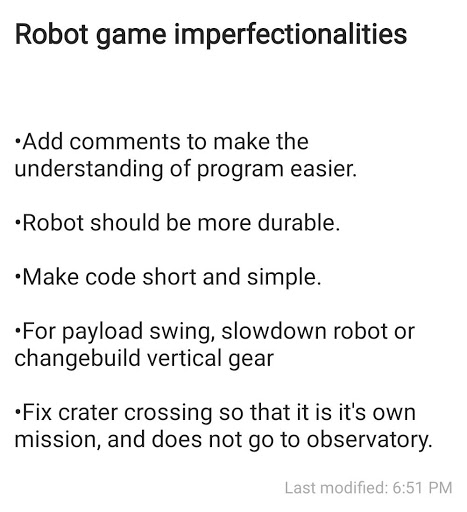 Robot game imperfectionalities
•Add comments to make the
understanding of program easier.
•Robot should be more durable.
•Make code short and simple.
•For payload swing, slowdown robot or
changebuild vertical gear
•Fix crater crossing so that it is it's own
mission, and does not go to observatory.
Last modified: 6:51 PM